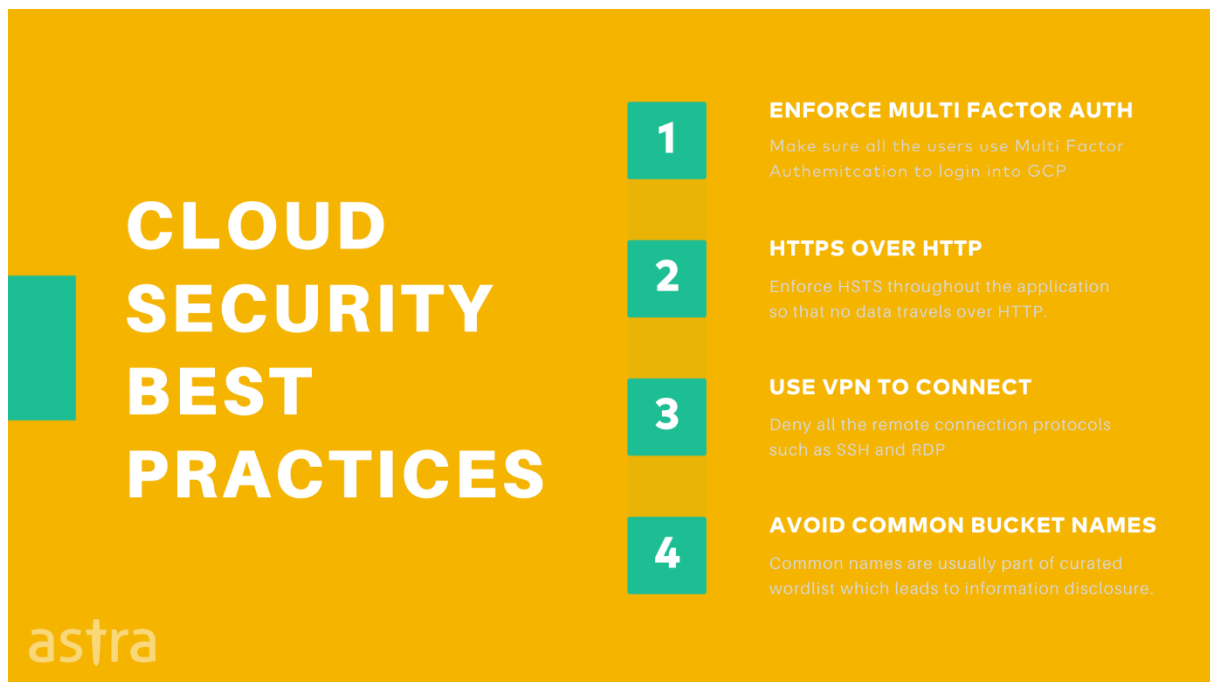 CLOUD
SECURITY
BEST
PRACTICES
1
ENFORCE MULTI FACTOR AUTH
Make sure all the users use Multi Factor
Authemitcation to login into GCP
2
HTTPS OVER HTTP
Enforce HSTS throughout the application
so that no data travels over HTTP.
3
USE VPN TO CONNECT
Deny all the remote connection protocols
such as SSH and RDP
4
AVOID COMMON BUCKET NAMES
Common names are usually part of curated
wordlist which leads to information disclosure.
astra